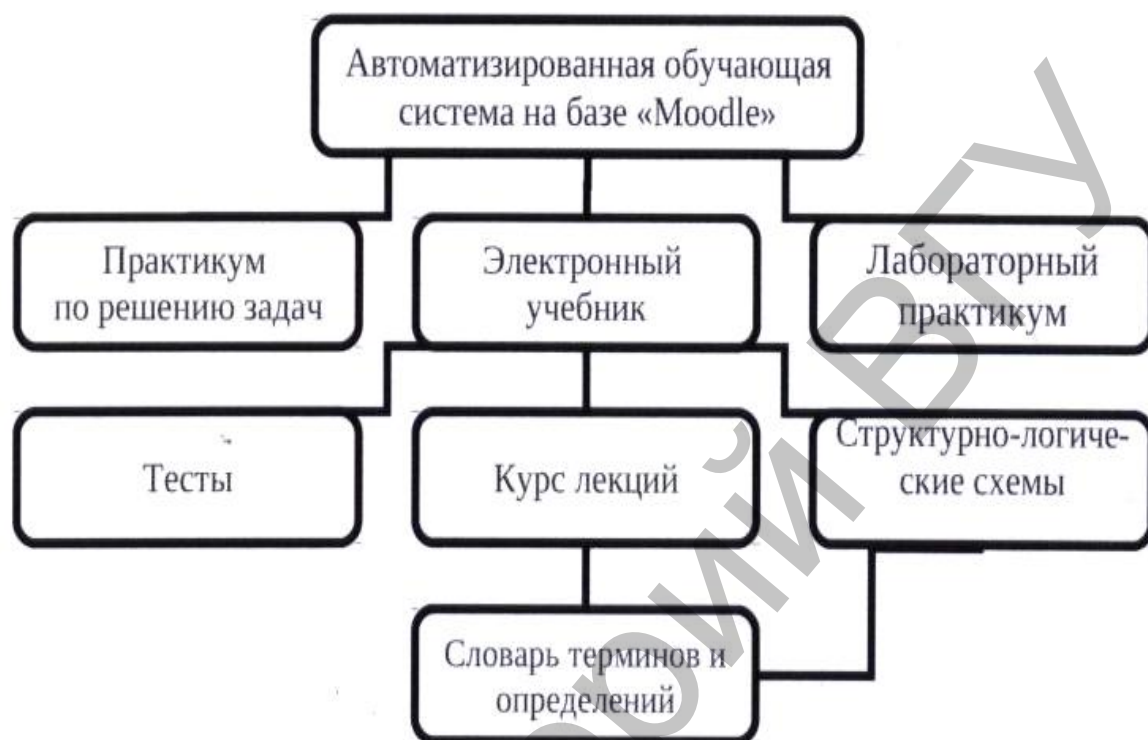 Автоматизированная обучающая
система на базе «Moodle»
Практикум
по решению задач
Электронный
учебник
Лабораторный
практикум
Тесты
Курс лекций
Структурно-логиче-
ские схемы
Словарь терминов и
определений
ВГУ